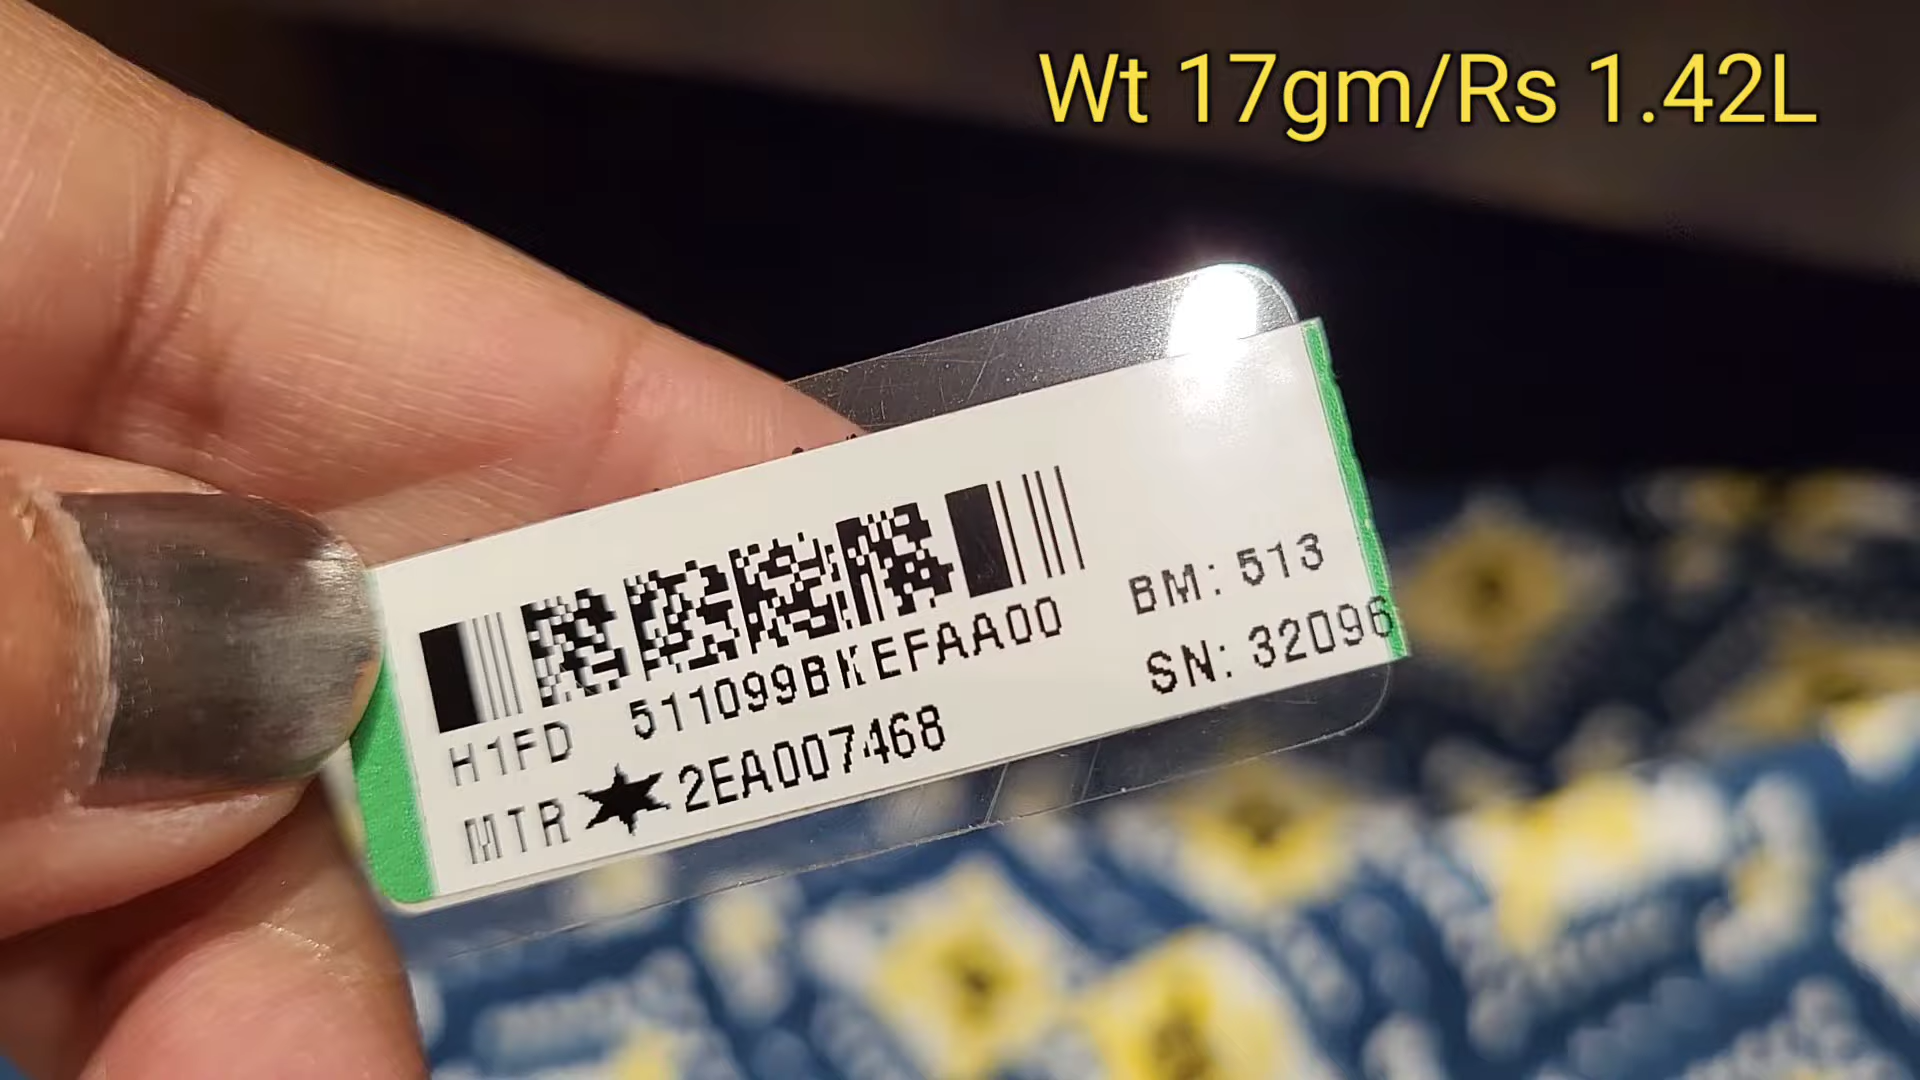 Wt 17gm/Rs 1.42L
H1FD 511099BKEFAA00
MTR★2EA007468
BM: 513
SN: 32096